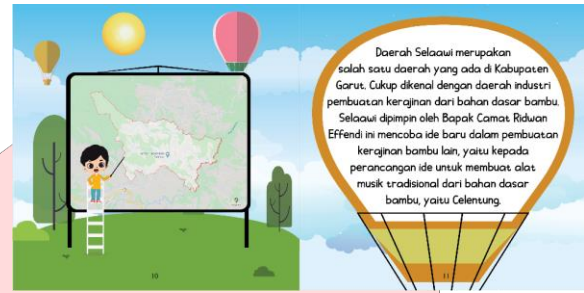 9
10
Daerah Selaawi merupakan
salah satu daerah yang ada di Kabupaten
Garut. Cukup dikenal dengan daerah industri
pembuatan kerajinan dari bahan dasar bambu.
Selaawi dipimpin oleh Bapak Camat Ridwan
Effendi ini mencoba ide baru dalam pembuatan
kerajinan bambu lain, yaitu kepada
perancangan ide untuk membuat alat
musik tradisional dari bahan dasar
bambu, yaitu Celentung.
11